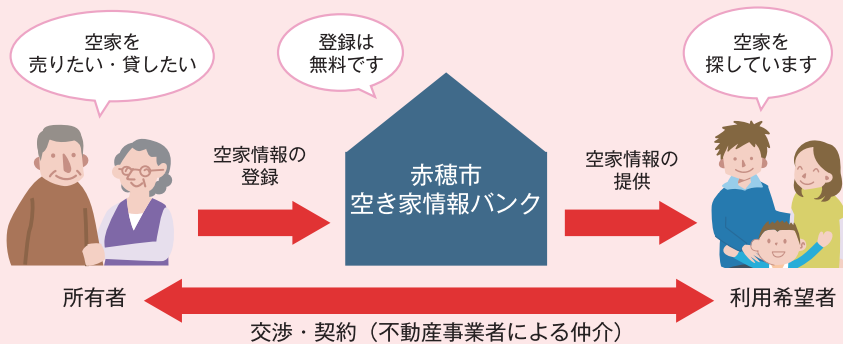 空家を
売りたい・貸したい
登録は
無料です
空家を
探しています
空家情報の
登録
赤穂市
空き家情報バンク
空家情報の
提供
所有者
利用希望者
交渉・契約（不動産事業者による仲介）